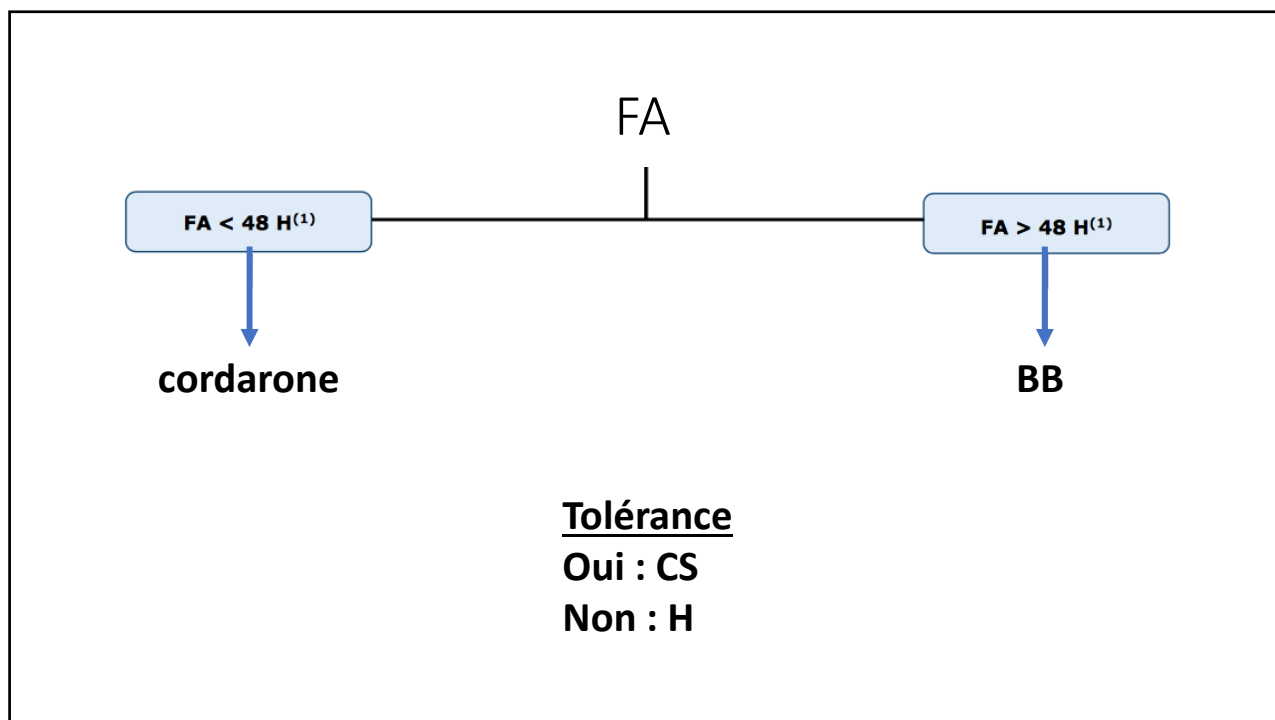 FA
FA < 48 H(1)
FA > 48 H(1)
cordarone
BB
Tolérance
Oui : CS
Non : H